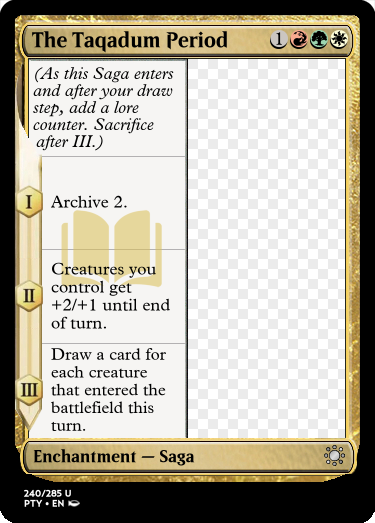 The Taqadum Period 1
(As this Saga enters
and after your draw
step, add a lore
counter. Sacrifice
after III.)
I
Archive 2.
II
Creatures you
control get
+2/+1 until end
of turn.
III
Draw a card for
each creature
that entered the
battlefield this
turn.
Enchantment — Saga
240/285 U
PTY • EN